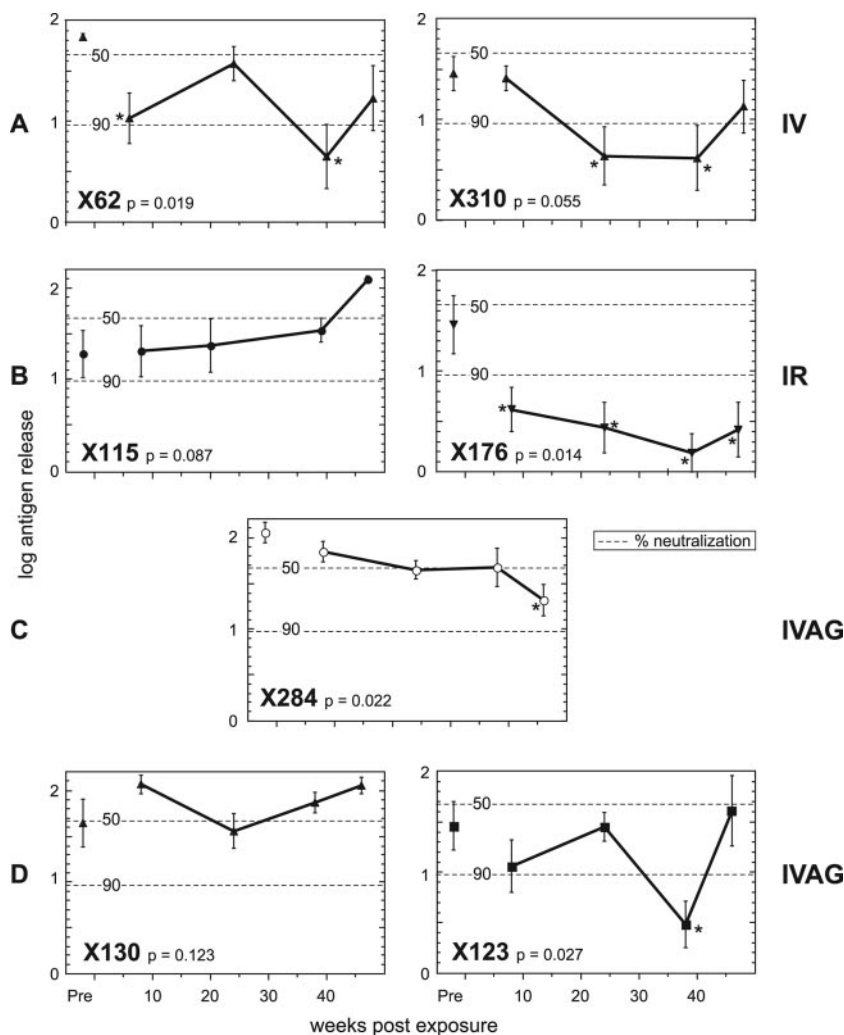 2
50
1
90
0
A
*
*
X62 p = 0.019
2
50
1
90
0
*
*
X310 p = 0.055
IV
2
50
1
90
0
B
X115 p = 0.087
2
50
1
90
0
*
*
*
*
X176 p = 0.014
IR
log antigen release
2
50
1
90
0
C
*
X284 p = 0.022
----- % neutralization
IVAG
2
50
1
90
0
D
X130 p = 0.123
2
50
1
90
0
*
X123 p = 0.027
IVAG
Pre 10 20 30 40
Pre 10 20 30 40
weeks post exposure